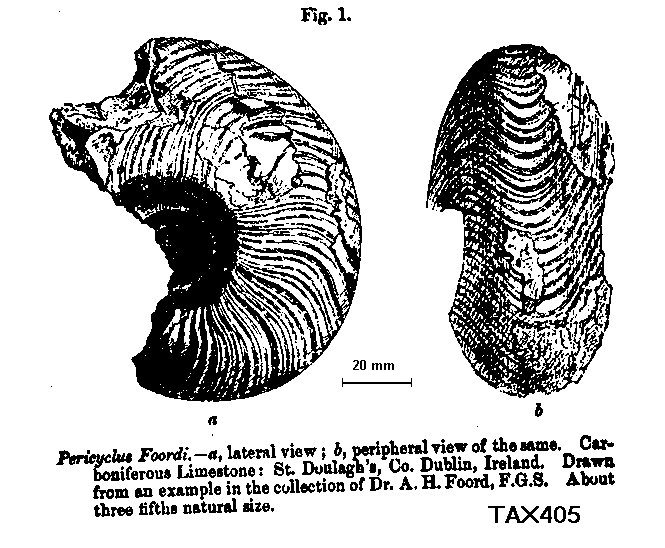 Fig. 1.
20 mm
a
b
Pericyclus Foordi.—a, lateral view ; b, peripheral view of the same. Car-
boniferous Limestone: St. Doulagh's, Co. Dublin, Ireland. Drawn
from an example in the collection of Dr. A. H. Foord, F.G.S. About
three fifths natural size.
TAX405